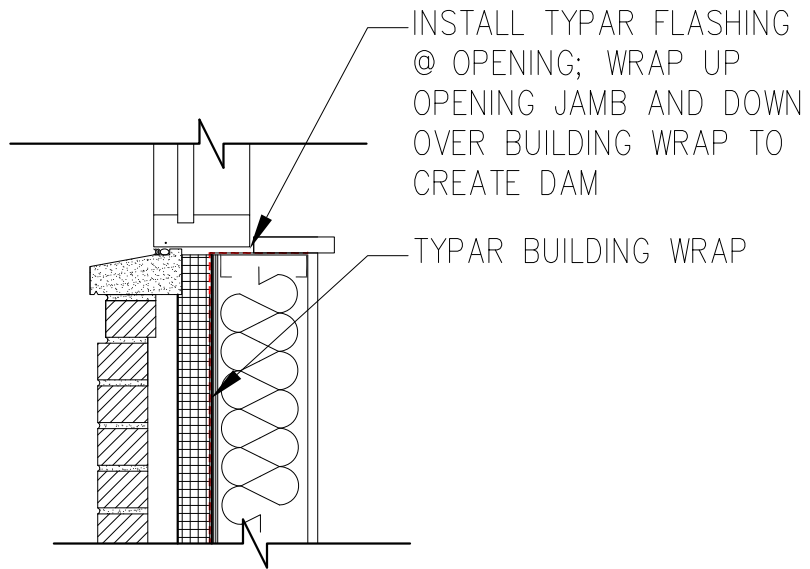 INSTALL TYPAR FLASHING
@ OPENING; WRAP UP
OPENING JAMB AND DOWN
OVER BUILDING WRAP TO
CREATE DAM
TYPAR BUILDING WRAP